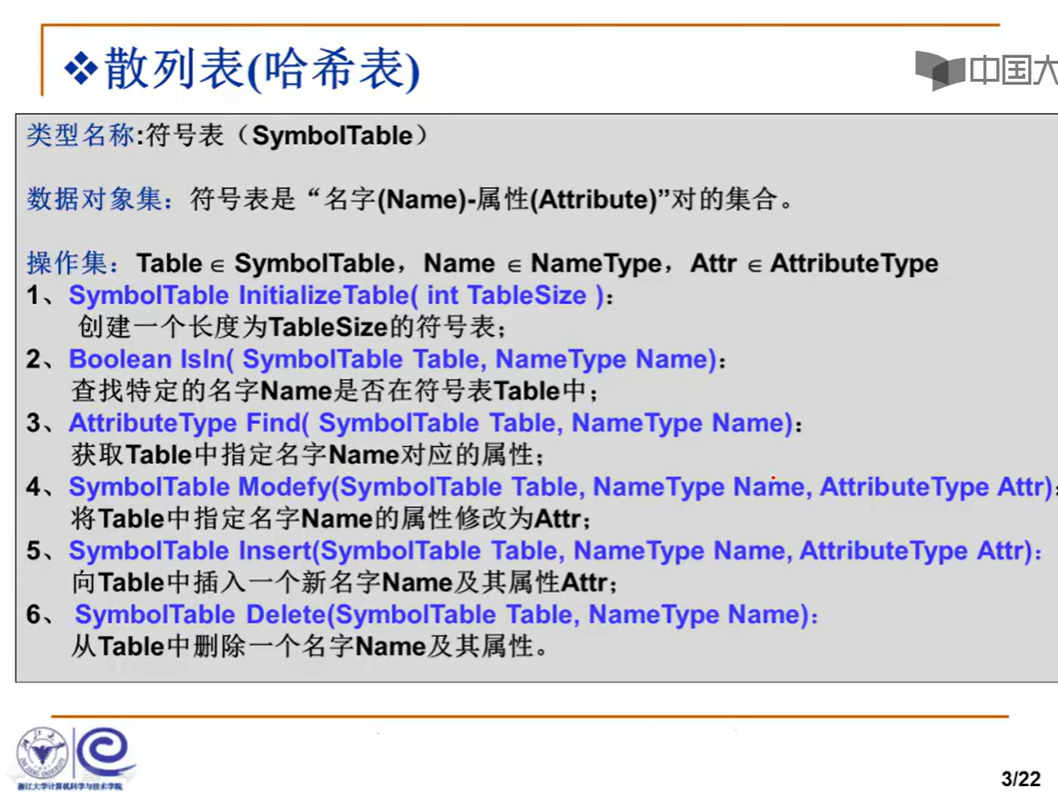 ❖散列表(哈希表)
中国大
类型名称:符号表（SymbolTable）
数据对象集：符号表是“名字(Name)-属性(Attribute)”对的集合。
操作集：Table ∈ SymbolTable，Name ∈ NameType，Attr ∈ AttributeType
1、SymbolTable InitializeTable( int TableSize )：
创建一个长度为TableSize的符号表；
2、Boolean IsIn( SymbolTable Table, NameType Name)：
查找特定的名字Name是否在符号表Table中；
3、AttributeType Find( SymbolTable Table, NameType Name)：
获取Table中指定名字Name对应的属性；
4、SymbolTable Modefy(SymbolTable Table, NameType Name, AttributeType Attr)：
将Table中指定名字Name的属性修改为Attr；
5、SymbolTable Insert(SymbolTable Table, NameType Name, AttributeType Attr)：
向Table中插入一个新名字Name及其属性Attr；
6、 SymbolTable Delete(SymbolTable Table, NameType Name)：
从Table中删除一个名字Name及其属性。
浙江大学计算机科学与技术学院
3/22